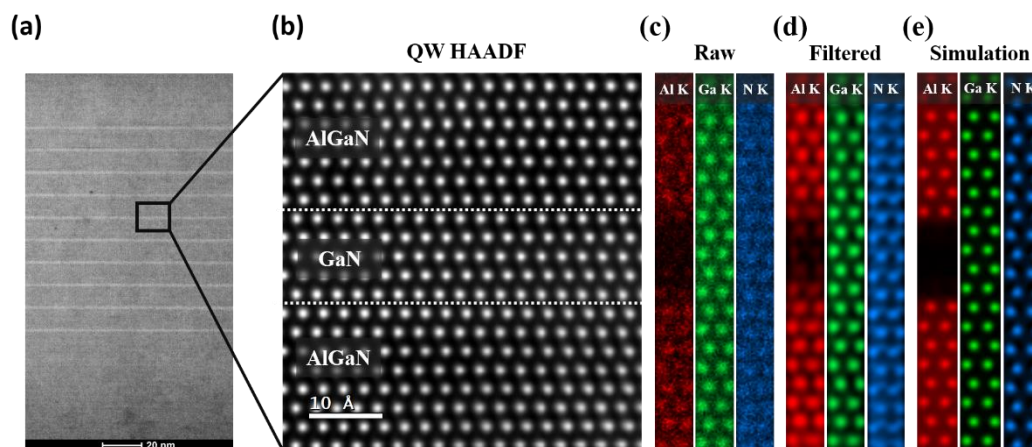 (a)
(b)
(c)
(d)
(e)
QW HAADF
Raw
Filtered
Simulation
Al K
Ga K
N K
Al K
Ga K
N K
Al K
Ga K
N K
AlGaN
GaN
AlGaN
10 Å
20 nm